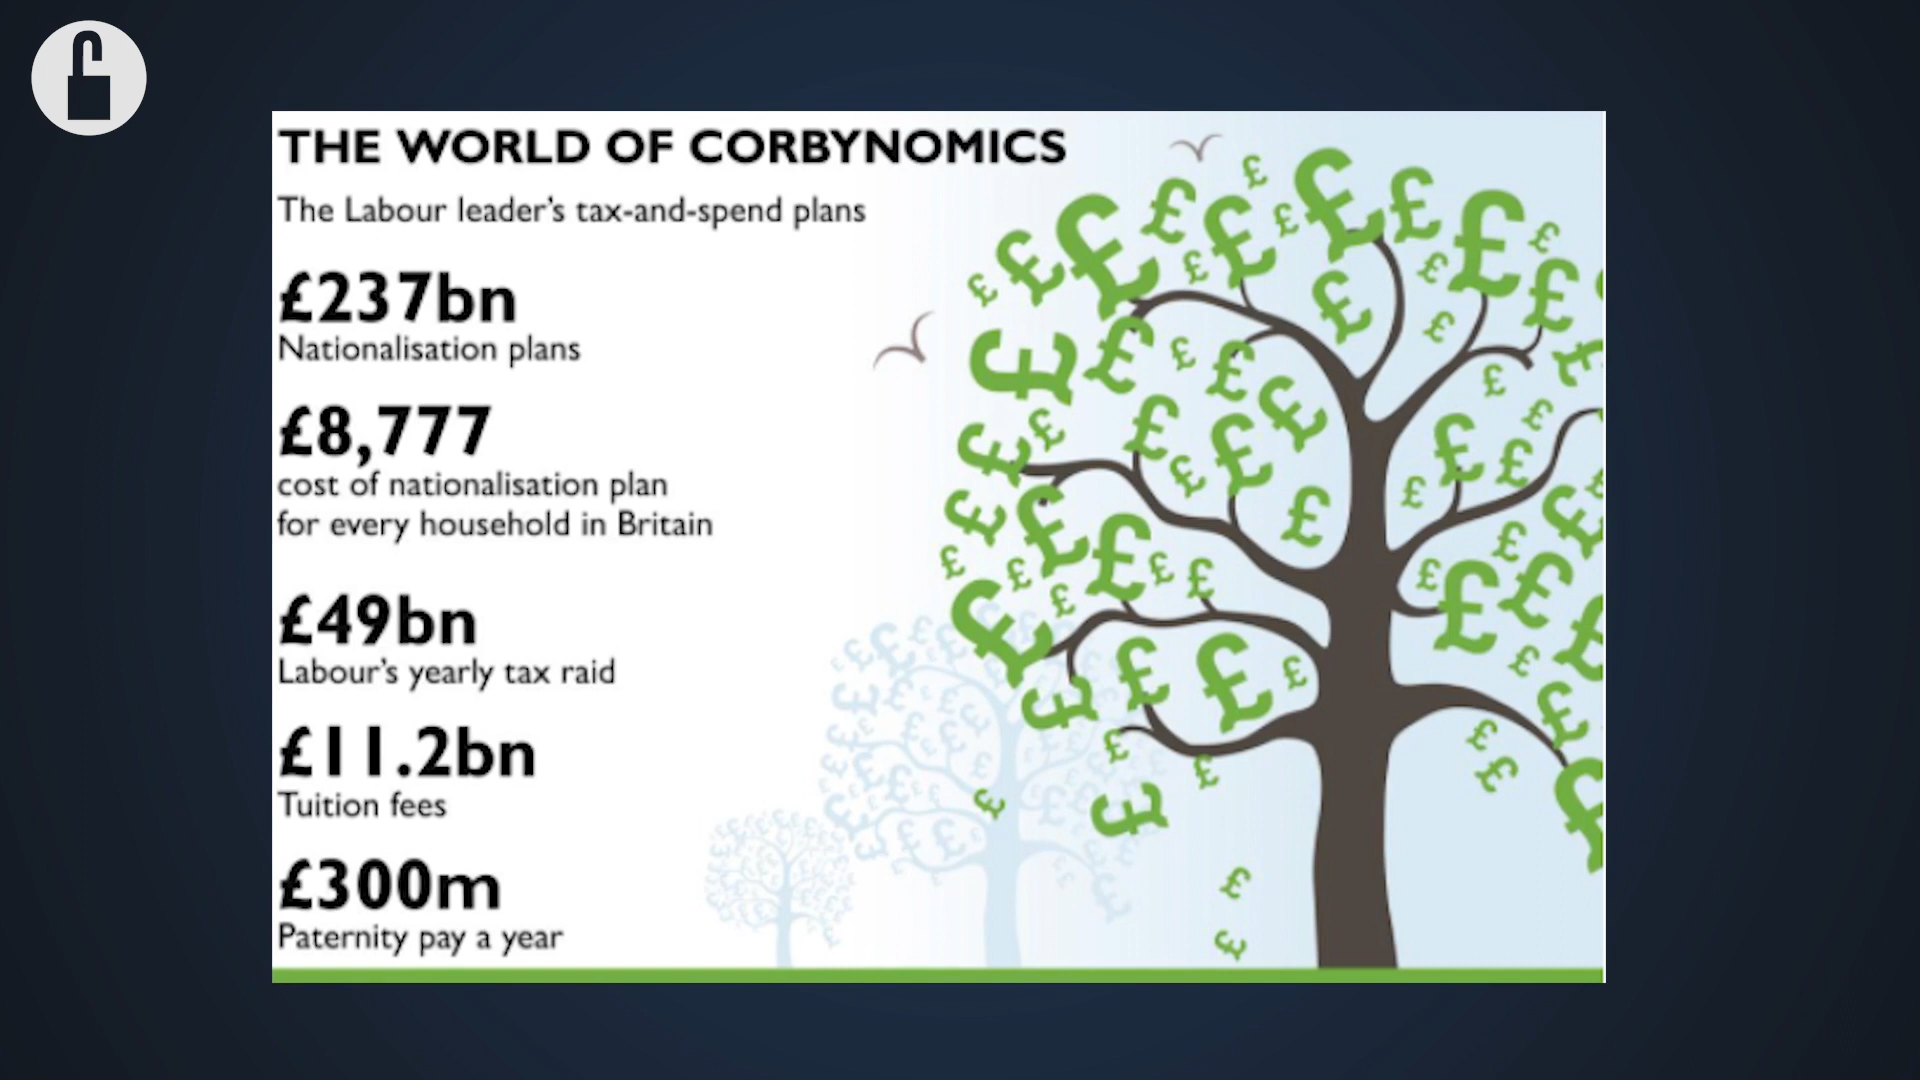 THE WORLD OF CORBYNOMICS
The Labour leader's tax-and-spend plans
£237bn
Nationalisation plans
£8,777
cost of nationalisation plan
for every household in Britain
£49bn
Labour's yearly tax raid
£11.2bn
Tuition fees
£300m
Paternity pay a year